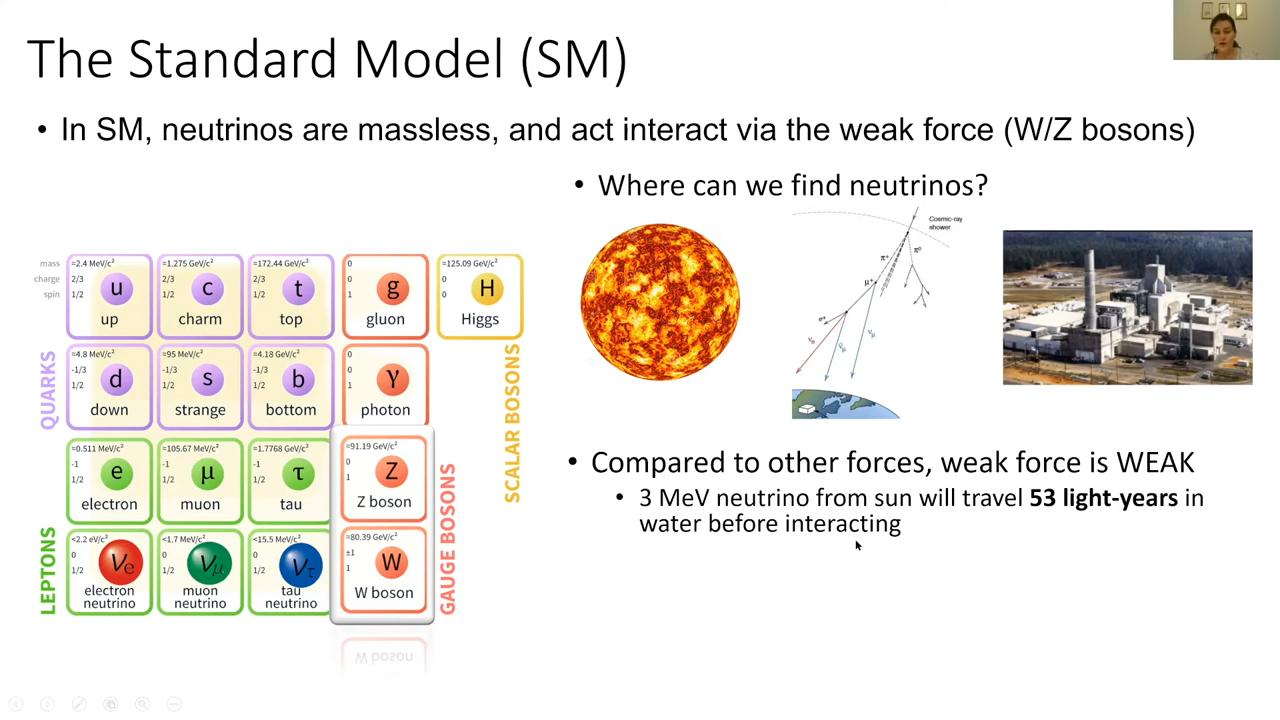 The Standard Model (SM)
• In SM, neutrinos are massless, and act interact via the weak force (W/Z bosons)
• Where can we find neutrinos?
mass
charge
spin
≈2.4 MeV/c²
2/3
1/2
u
up
≈1.275 GeV/c²
2/3
1/2
c
charm
≈172.44 GeV/c²
2/3
1/2
t
top
0
0
1
g
gluon
≈125.09 GeV/c²
0
0
H
Higgs
QUARKS
≈4.8 MeV/c²
-1/3
1/2
d
down
≈95 MeV/c²
-1/3
1/2
s
strange
≈4.18 GeV/c²
-1/3
1/2
b
bottom
0
0
1
γ
photon
SCALAR BOSONS
≈0.511 MeV/c²
-1
1/2
e
electron
≈105.67 MeV/c²
-1
1/2
μ
muon
≈1.7768 GeV/c²
-1
1/2
τ
tau
≈91.19 GeV/c²
0
1
Z
Z boson
LEPTONS
<2.2 eV/c²
0
1/2
νe
electron
neutrino
<1.7 MeV/c²
0
1/2
νμ
muon
neutrino
<15.5 MeV/c²
0
1/2
ντ
tau
neutrino
≈80.39 GeV/c²
±1
1
W
W boson
GAUGE BOSONS
W boson
Cosmic-ray
shower
π⁺
π⁰
μ⁺
e⁺
νe
ν̄μ
νμ
• Compared to other forces, weak force is WEAK
• 3 MeV neutrino from sun will travel 53 light-years in
water before interacting